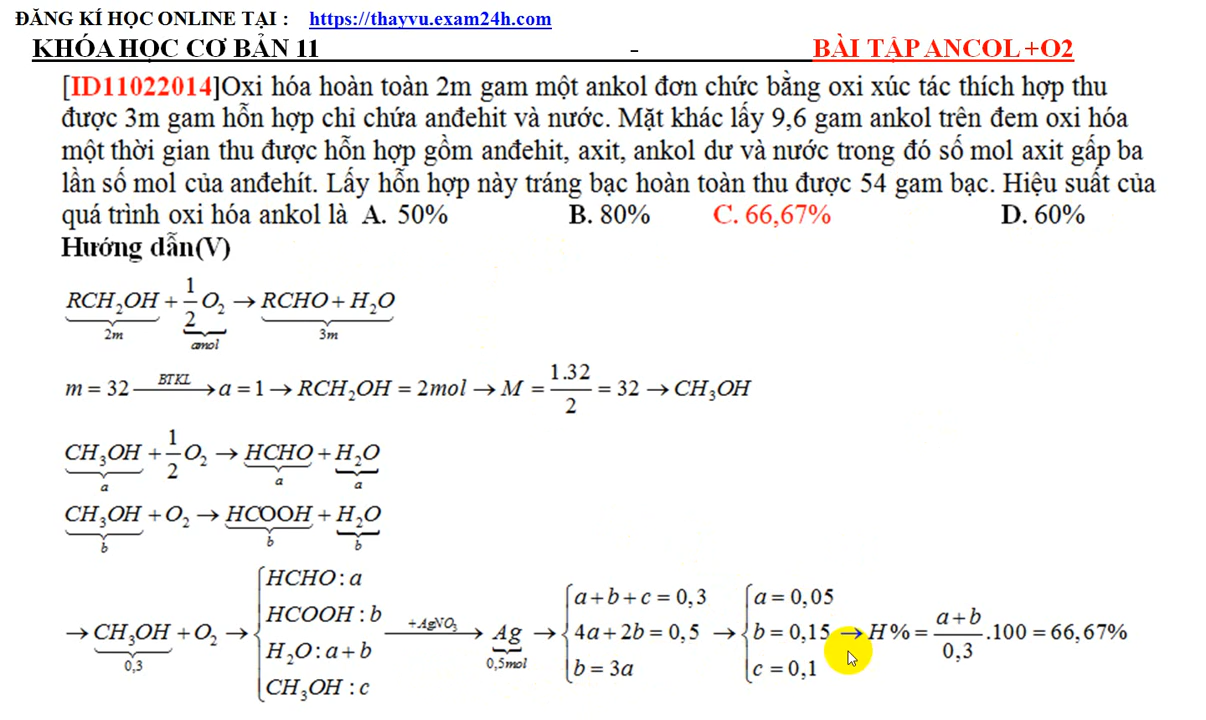 ĐĂNG KÍ HỌC ONLINE TẠI : https://thayvu.exam24h.com
KHÓA HỌC CƠ BẢN 11 - BÀI TẬP ANCOL +O2
[ID11022014]Oxi hóa hoàn toàn 2m gam một ankol đơn chức bằng oxi xúc tác thích hợp thu
được 3m gam hỗn hợp chỉ chứa anđehit và nước. Mặt khác lấy 9,6 gam ankol trên đem oxi hóa
một thời gian thu được hỗn hợp gồm anđehit, axit, ankol dư và nước trong đó số mol axit gấp ba
lần số mol của anđehít. Lấy hỗn hợp này tráng bạc hoàn toàn thu được 54 gam bạc. Hiệu suất của
quá trình oxi hóa ankol là A. 50% B. 80% C. 66,67% D. 60%
Hướng dẫn(V)
RCH₂OH + 1/2 O₂ → RCHO + H₂O
2m amol 3m
m = 32 —BTKL→ a = 1 → RCH₂OH = 2mol → M = 1.32/2 = 32 → CH₃OH
CH₃OH + 1/2 O₂ → HCHO + H₂O
a a a
CH₃OH + O₂ → HCOOH + H₂O
b b b
→ CH₃OH + O₂ → { HCHO : a; HCOOH : b; H₂O : a + b; CH₃OH : c —+AgNO₃→ Ag → { a + b + c = 0,3; 4a + 2b = 0,5; b = 3a → { a = 0,05; b = 0,15; c = 0,1 → H% = a + b/0,3 .100 = 66,67%
0,3 0,5mol